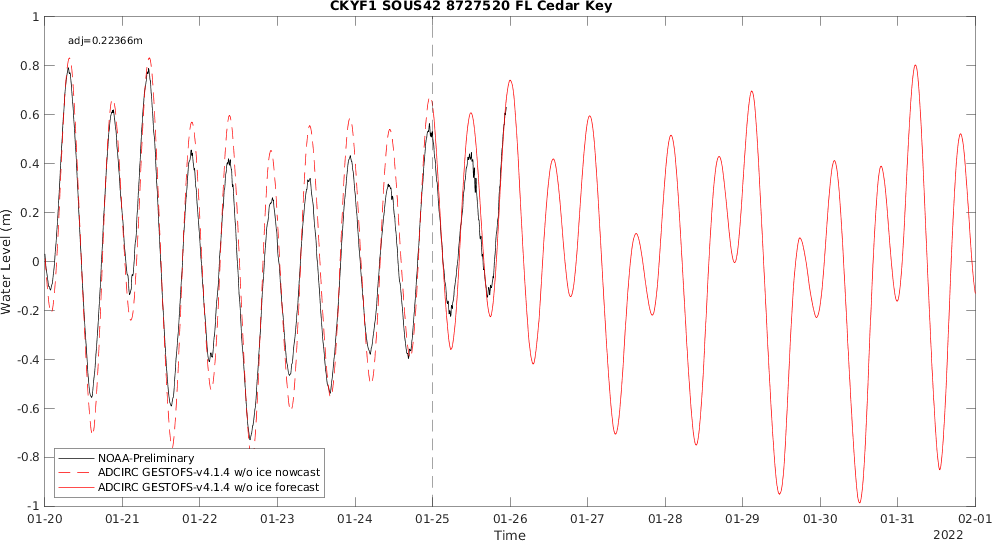 CKYF1 SOUS42 8727520 FL Cedar Key
adj=0.22366m
Water Level (m)
1
0.8
0.6
0.4
0.2
0
-0.2
-0.4
-0.6
-0.8
-1
NOAA-Preliminary
ADCIRC GESTOFS-v4.1.4 w/o ice nowcast
ADCIRC GESTOFS-v4.1.4 w/o ice forecast
01-20 01-21 01-22 01-23 01-24 01-25 01-26 01-27 01-28 01-29 01-30 01-31 02-01
Time
2022